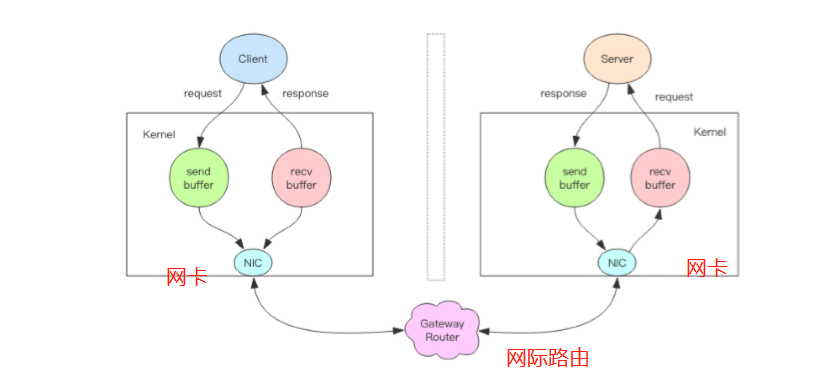 Client
Server
request
response
response
request
Kernel
Kernel
send
buffer
recv
buffer
send
buffer
recv
buffer
NIC
网卡
NIC
网卡
Gateway
Router
网际路由